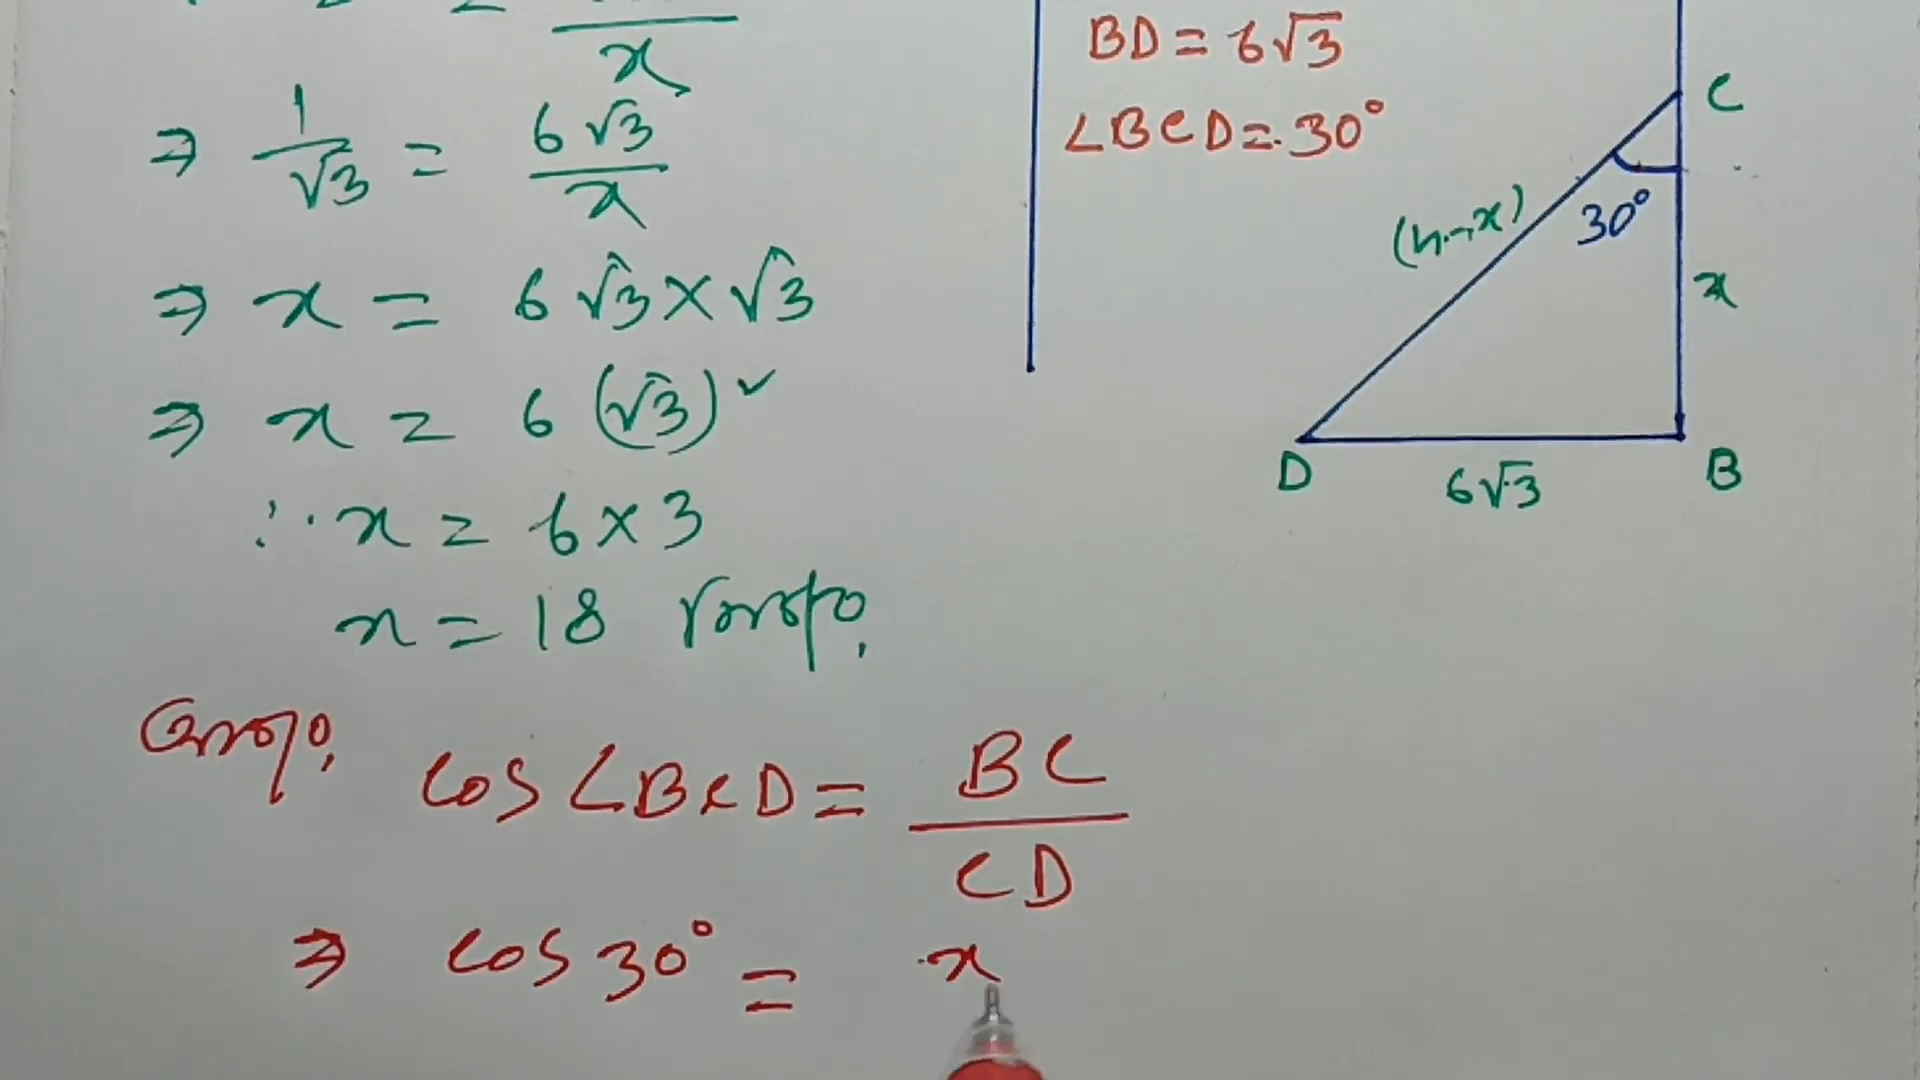 x
⇒ 1/√3 = 6√3/x
⇒ x = 6√3×√3
⇒ x = 6(√3)²
∴ x = 6×3
x = 18 মিটার,
আবার,
cos∠BCD = BC/CD
⇒ cos 30° = x
BD = 6√3
∠BCD = 30°
C
(h-x)
30°
x
D
6√3
B